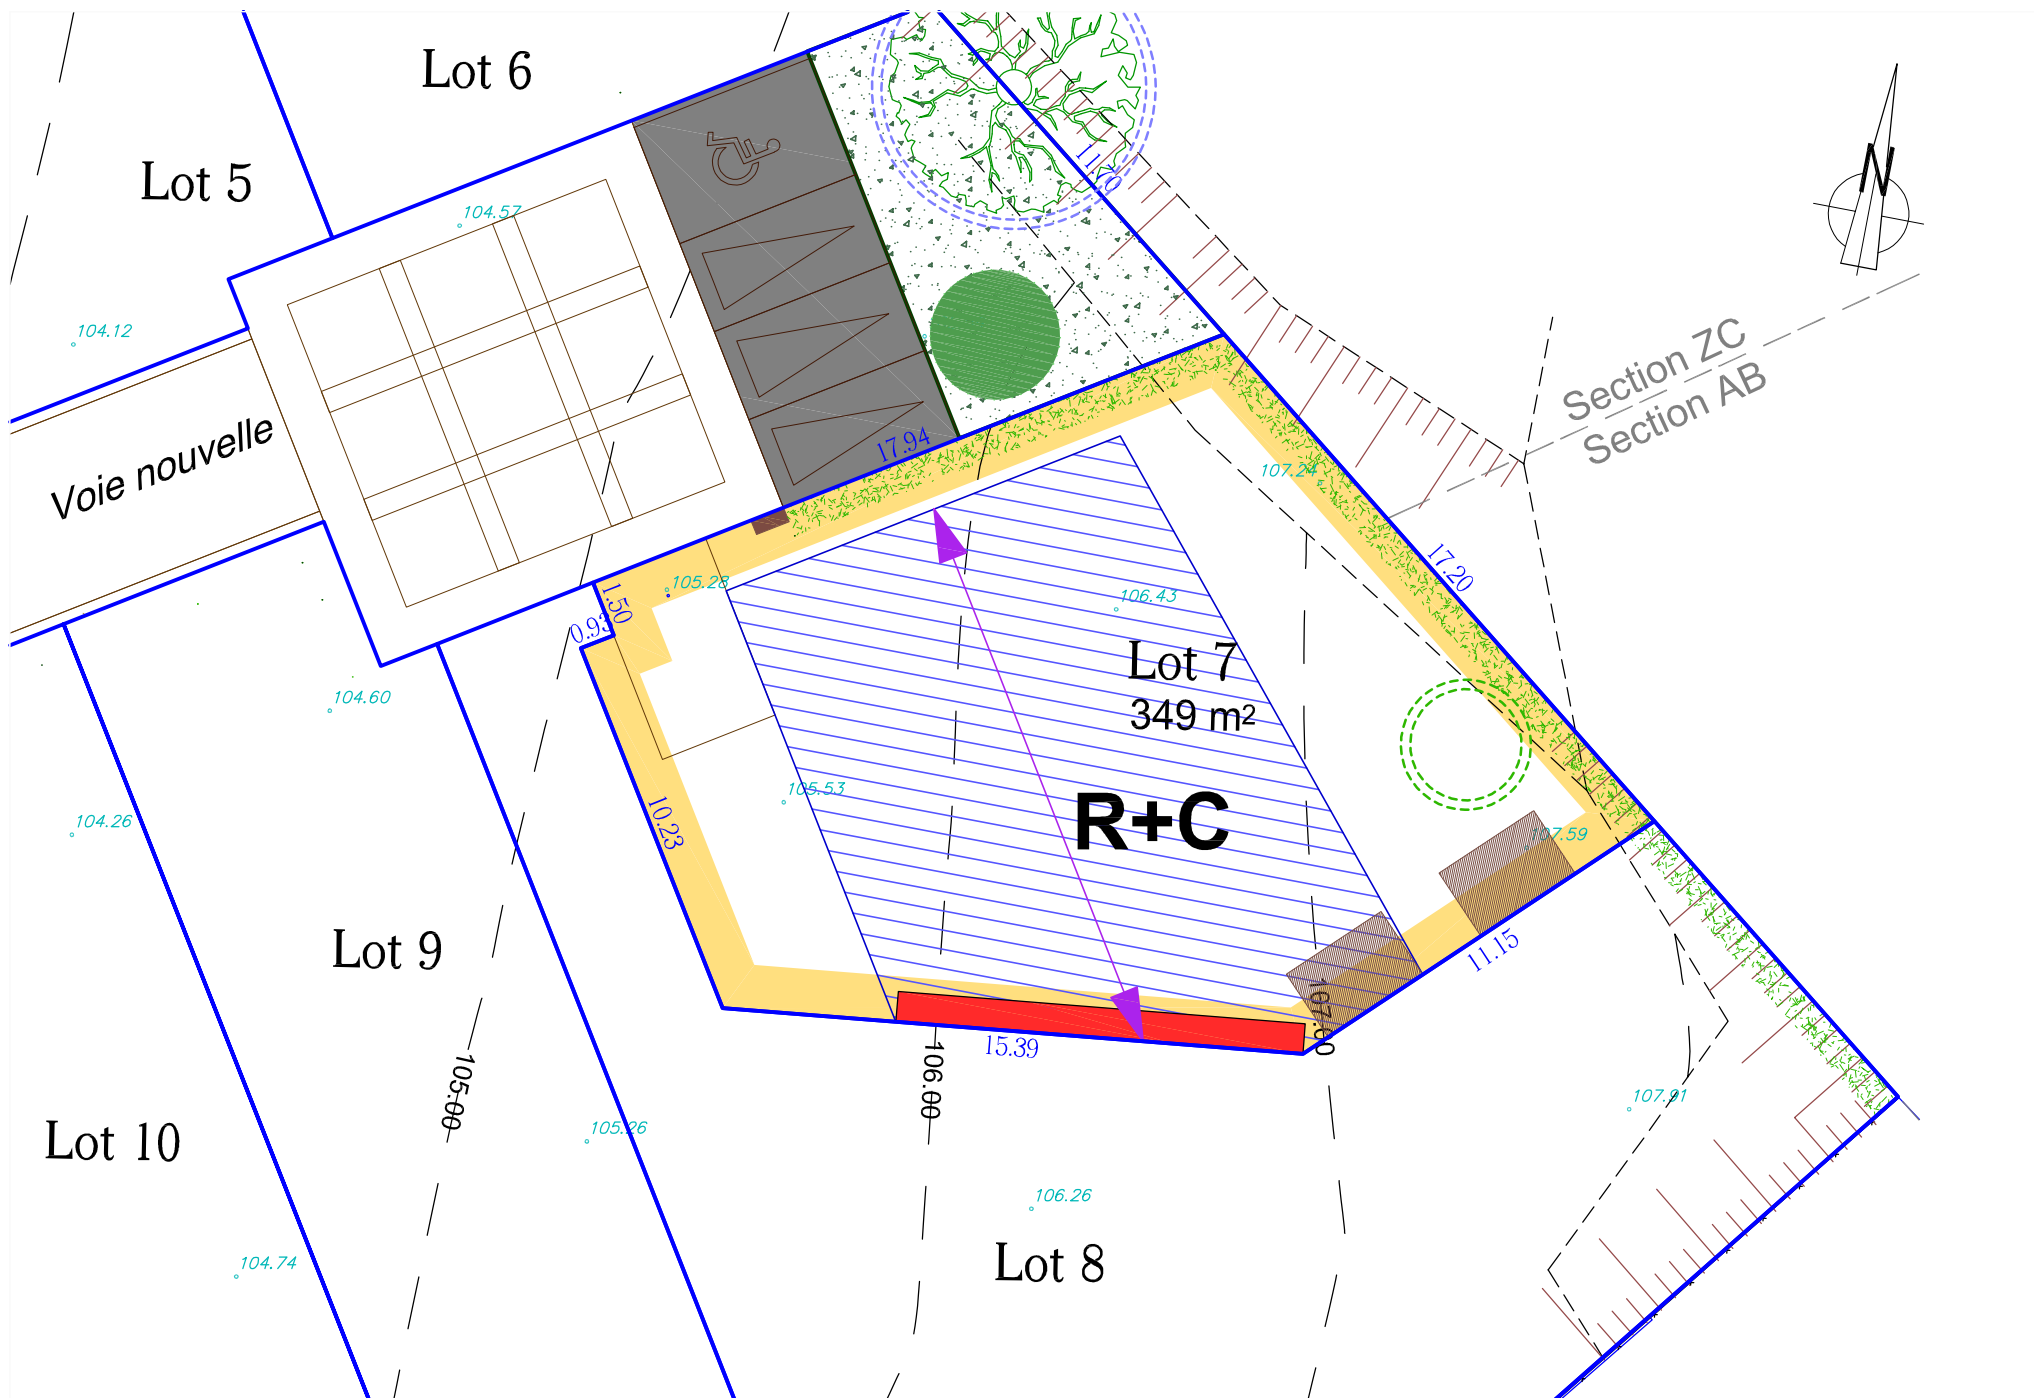 Lot 6
Lot 5
11.70
N
104.57
104.12
Section ZC
Section AB
Voie nouvelle
17.94
107.24
17.20
105.28
1.50
0.93
106.43
Lot 7
349 m²
104.60
105.53
R+C
10.23
104.26
107.59
Lot 9
11.15
107.00
15.39
105.00
106.00
107.91
Lot 10
105.26
106.26
Lot 8
104.74